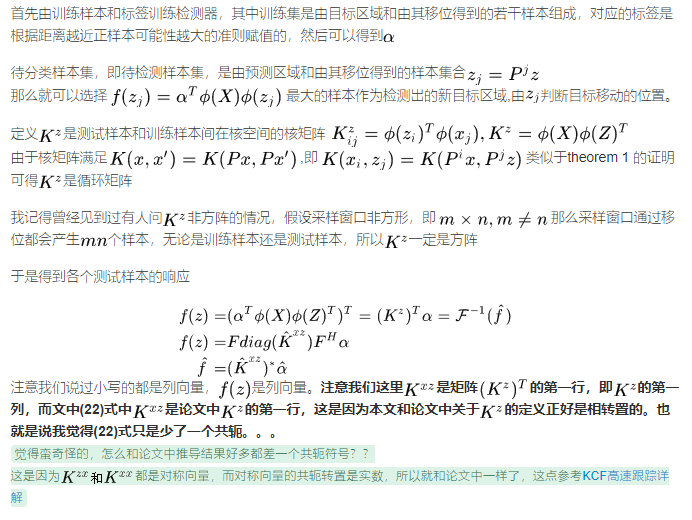 首先由训练样本和标签训练检测器，其中训练集是由目标区域和由其移位得到的若干样本组成，对应的标签是
根据距离越近正样本可能性越大的准则赋值的，然后可以得到α
待分类样本集，即待检测样本集，是由预测区域和由其移位得到的样本集合 z_j = P^j z
那么就可以选择 f(z_j) = α^T ϕ(X)ϕ(z_j) 最大的样本作为检测出的新目标区域,由 z_j 判断目标移动的位置。
定义 K^z 是测试样本和训练样本间在核空间的核矩阵 K^z_{ij} = ϕ(z_i)^T ϕ(x_j), K^z = ϕ(X)ϕ(Z)^T
由于核矩阵满足 K(x, x′) = K(Px, Px′) ,即 K(x_i, z_j) = K(P^i x, P^j z) 类似于theorem 1 的证明
可得 K^z 是循环矩阵
我记得曾经见到过有人问 K^z 非方阵的情况，假设采样窗口非方形，即 m × n, m ≠ n 那么采样窗口通过移
位都会产生 mn 个样本，无论是训练样本还是测试样本，所以 K^z 一定是方阵
于是得到各个测试样本的响应
f(z) =(α^T ϕ(X)ϕ(Z)^T)^T = (K^z)^T α = ℱ^{-1}(f̂)
f(z) =Fdiag(K̂^{xz})F^H α
f̂ =(K̂^{xz})^* α̂
注意我们说过小写的都是列向量，f(z)是列向量。注意我们这里 K^{xz} 是矩阵 (K^z)^T 的第一行，即 K^z 的第一
列，而文中(22)式中 K^{xz} 是论文中 K^z 的第一行，这是因为本文和论文中关于 K^z 的定义正好是相转置的。也
就是说我觉得(22)式只是少了一个共轭。。。
觉得蛮奇怪的，怎么和论文中推导结果好多都差一个共轭符号？？
这是因为 K^{zx} 和 K^{xx} 都是对称向量，而对称向量的共轭转置是实数，所以就和论文中一样了，这点参考KCF高速跟踪详
解